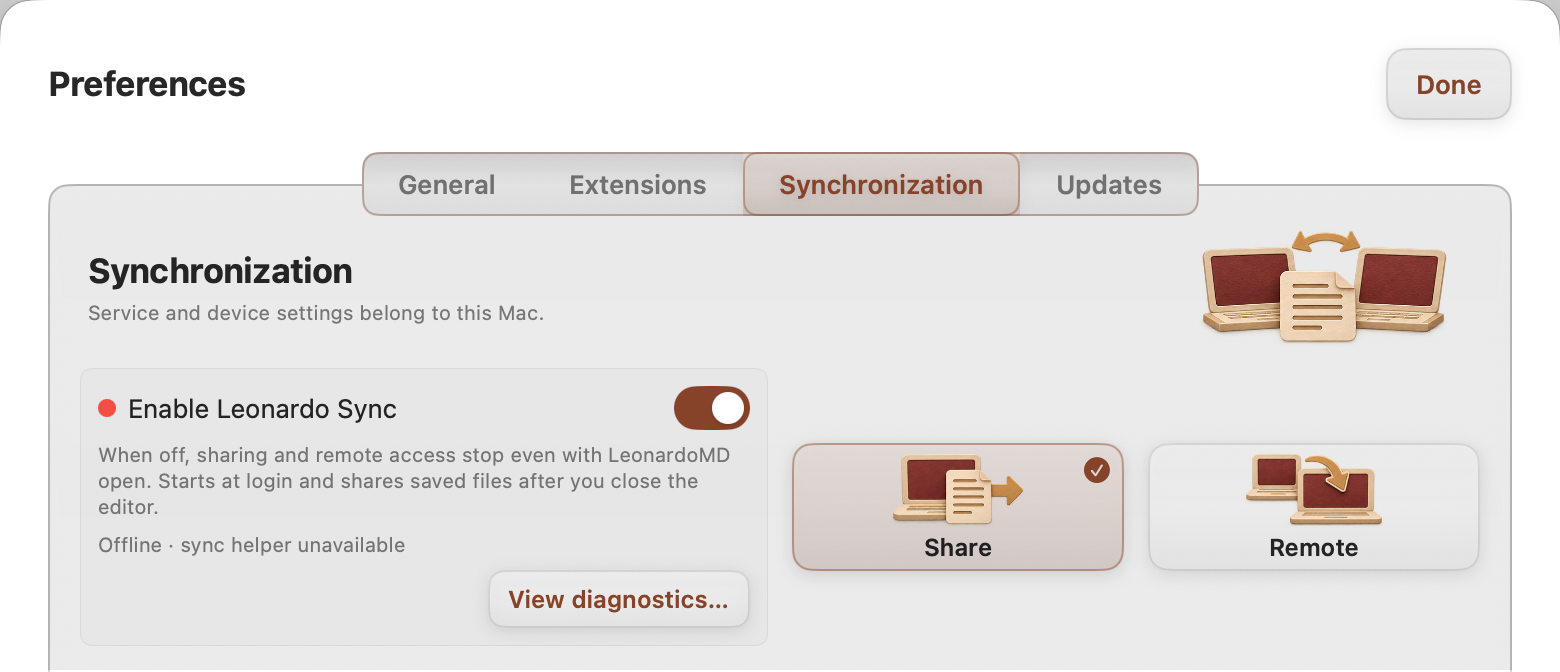 Preferences
Done
General
Extensions
Synchronization
Updates
Synchronization
Service and device settings belong to this Mac.
Enable Leonardo Sync
When off, sharing and remote access stop even with LeonardoMD
open. Starts at login and shares saved files after you close the
editor.
Offline · sync helper unavailable
View diagnostics...
Share
Remote